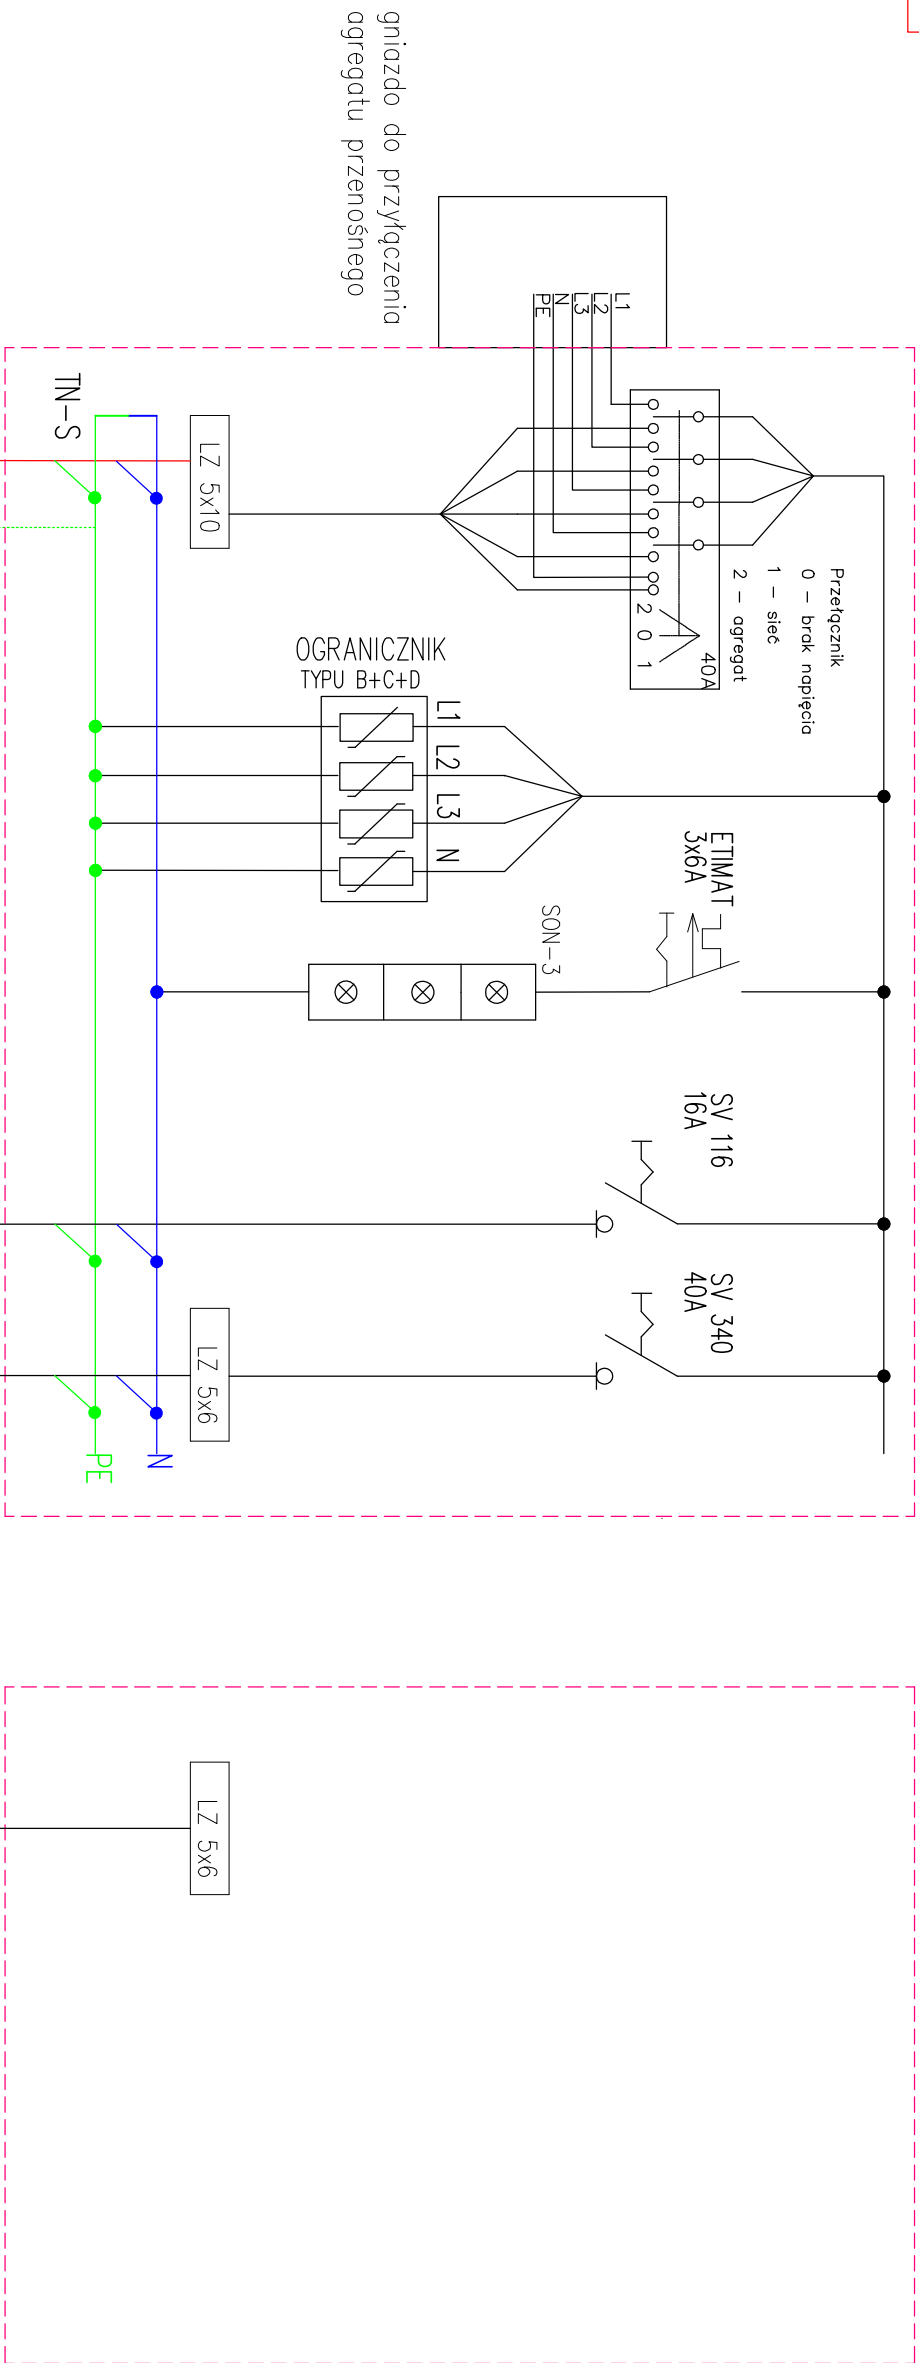 gniazdo do przyłączenia
agregatu przenośnego
L1
L2
L3
N
PE
Przełącznik
0 - brak napięcia
1 - sieć
2 - agregat
40A
2 0 1
TN-S
LZ 5x10
OGRANICZNIK
TYPU B+C+D
L1
L2
L3
N
ETIMAT
3x6A
SON-3
SV 116
16A
SV 340
40A
LZ 5x6
N
PE
LZ 5x6